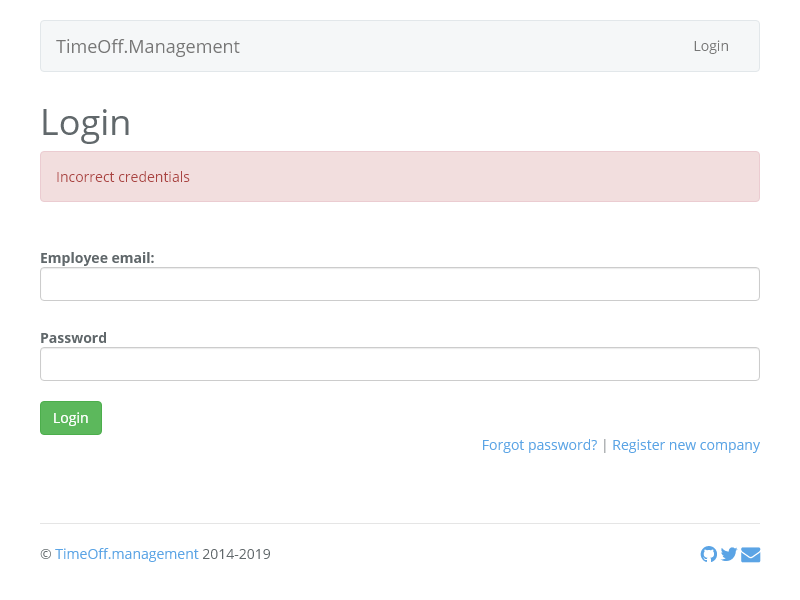 TimeOff.Management Login
Login
Incorrect credentials
Employee email:
Password
Login
Forgot password? | Register new company
© TimeOff.management 2014-2019